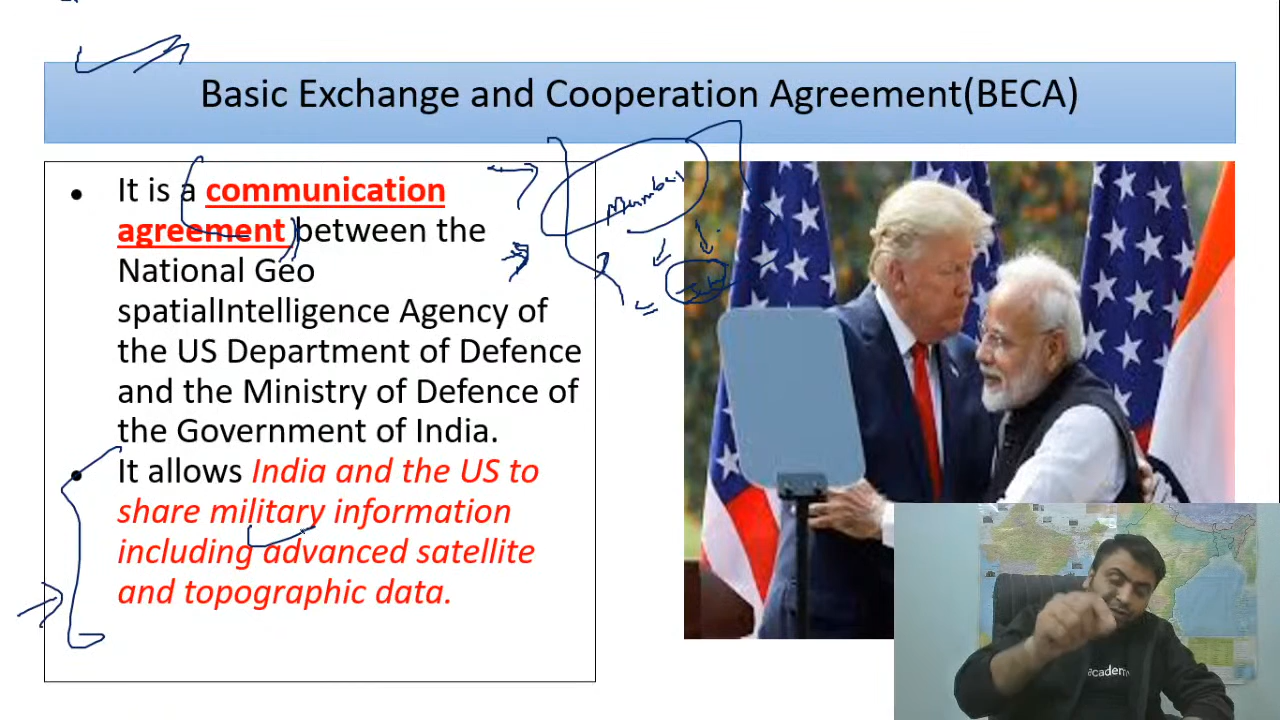 Basic Exchange and Cooperation Agreement(BECA)
It is a communication
agreement between the
National Geo
spatialIntelligence Agency of
the US Department of Defence
and the Ministry of Defence of
the Government of India.
It allows India and the US to
share military information
including advanced satellite
and topographic data.
Mumbai